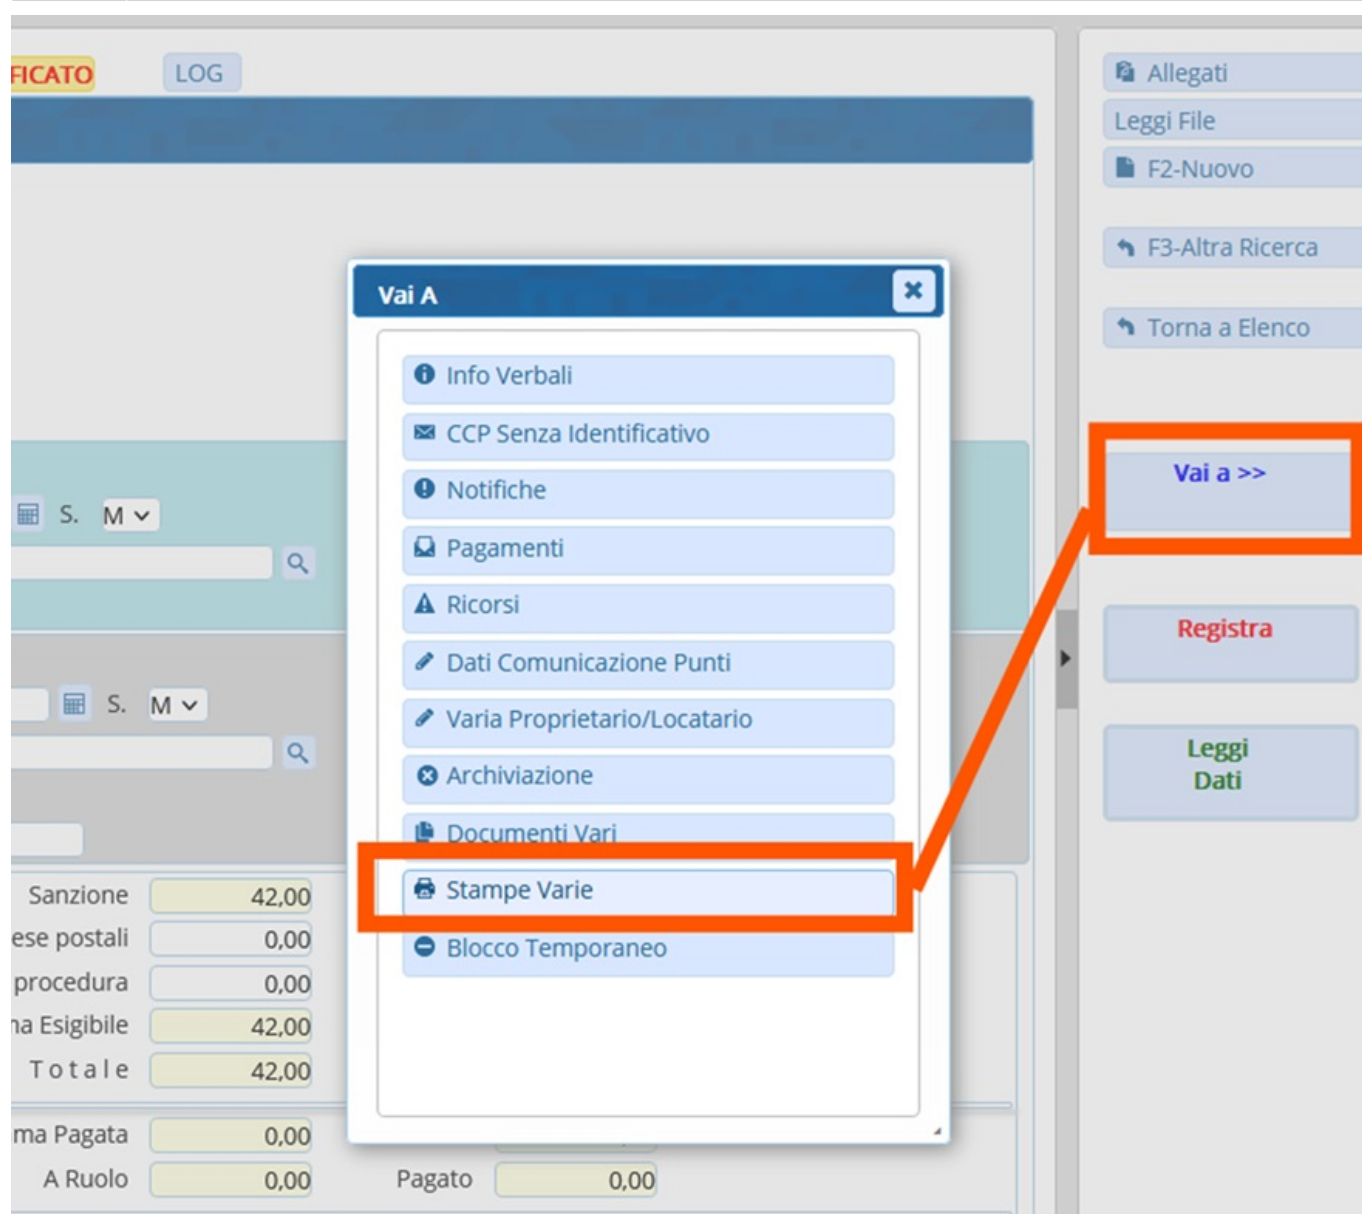 FICATO LOG
Allegati
Leggi File
F2-Nuovo
F3-Altra Ricerca
Torna a Elenco
Vai A
Info Verbali
CCP Senza Identificativo
Notifiche
Pagamenti
Ricorsi
Dati Comunicazione Punti
Varia Proprietario/Locatario
Archiviazione
Documenti Vari
Stampe Varie
Blocco Temporaneo
Vai a >>
Registra
Leggi
Dati
S. M
S. M
Sanzione 42,00
ese postali 0,00
procedura 0,00
na Esigibile 42,00
Totale 42,00
ma Pagata 0,00
A Ruolo 0,00 Pagato 0,00